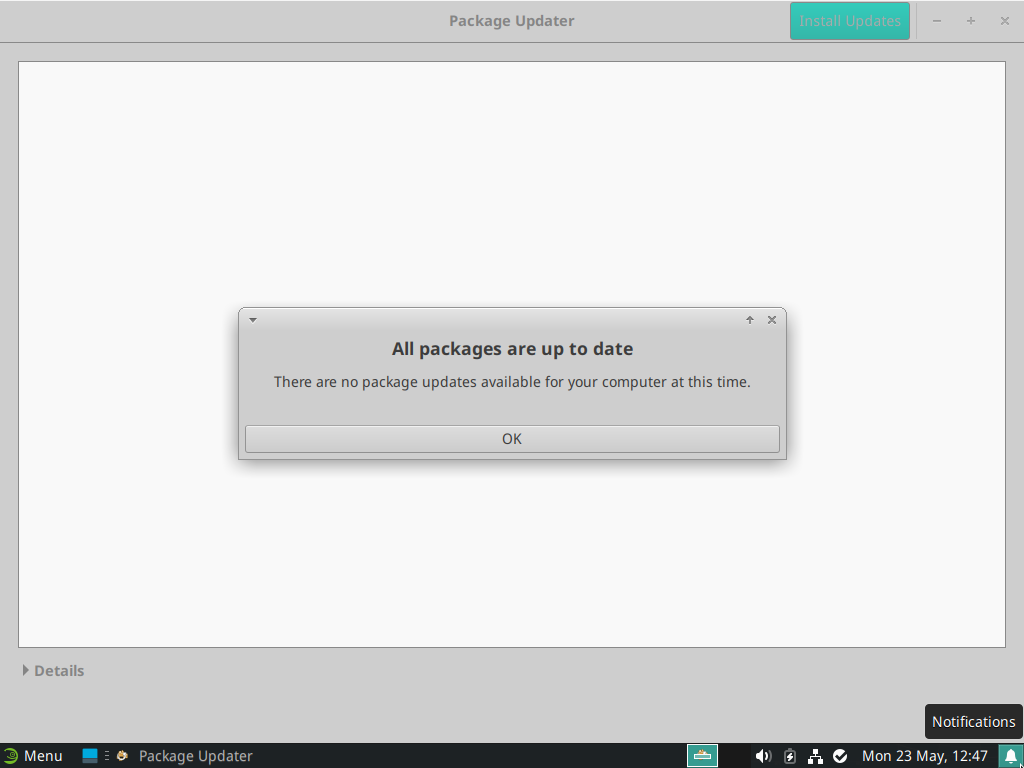 Package Updater
Install Updates
All packages are up to date
There are no package updates available for your computer at this time.
OK
Details
Notifications
Menu
Package Updater
Mon 23 May, 12:47